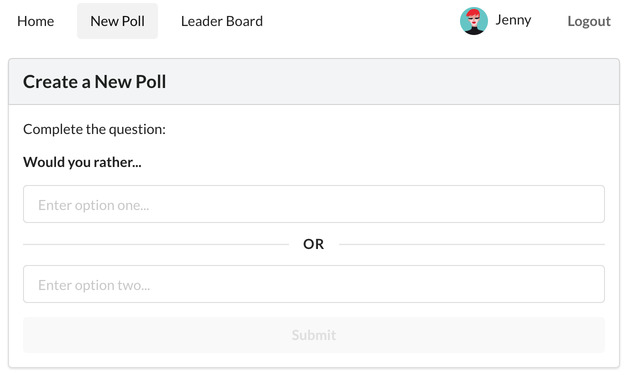 Home New Poll Leader Board Jenny Logout
Create a New Poll
Complete the question:
Would you rather...
Enter option one...
OR
Enter option two...
Submit